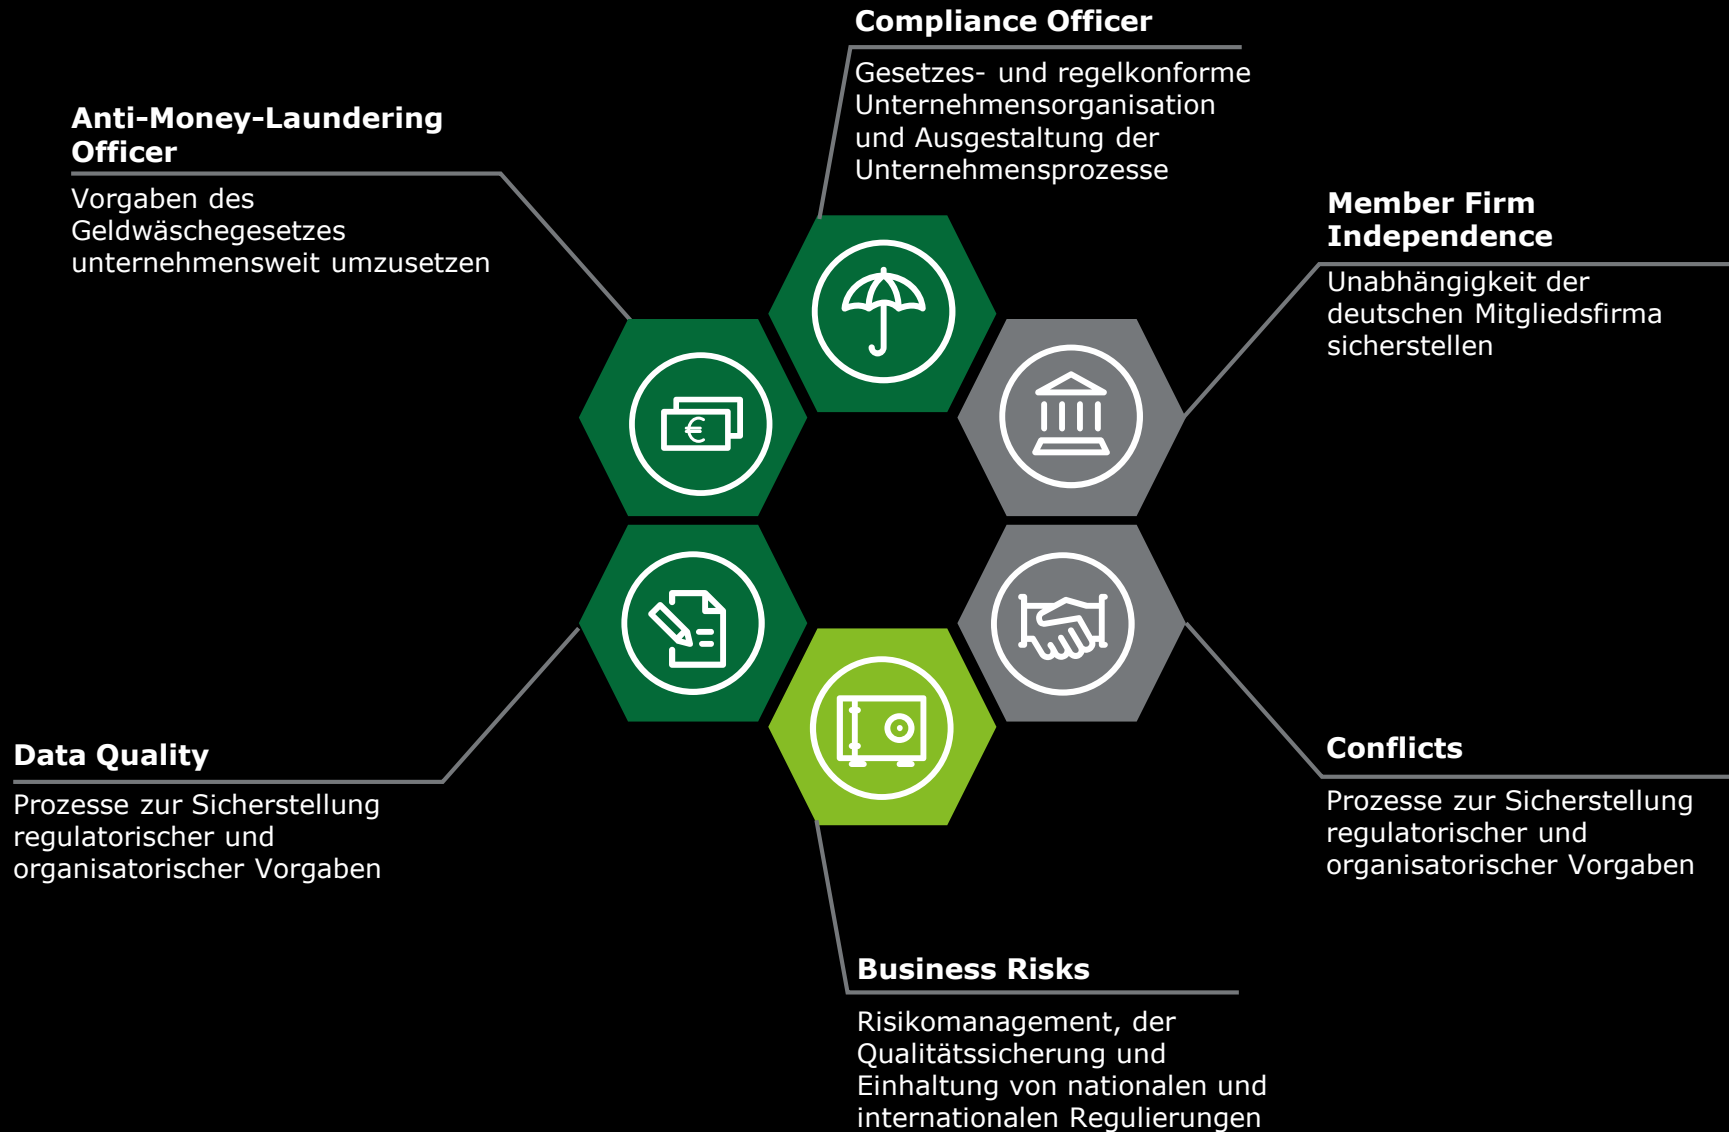 Compliance Officer
Gesetzes- und regelkonforme
Unternehmensorganisation
und Ausgestaltung der
Unternehmensprozesse
Anti-Money-Laundering
Officer
Vorgaben des
Geldwäschegesetzes
unternehmensweit umzusetzen
Member Firm
Independence
Unabhängigkeit der
deutschen Mitgliedsfirma
sicherstellen
€
Data Quality
Prozesse zur Sicherstellung
regulatorischer und
organisatorischer Vorgaben
Conflicts
Prozesse zur Sicherstellung
regulatorischer und
organisatorischer Vorgaben
Business Risks
Risikomanagement, der
Qualitätssicherung und
Einhaltung von nationalen und
internationalen Regulierungen